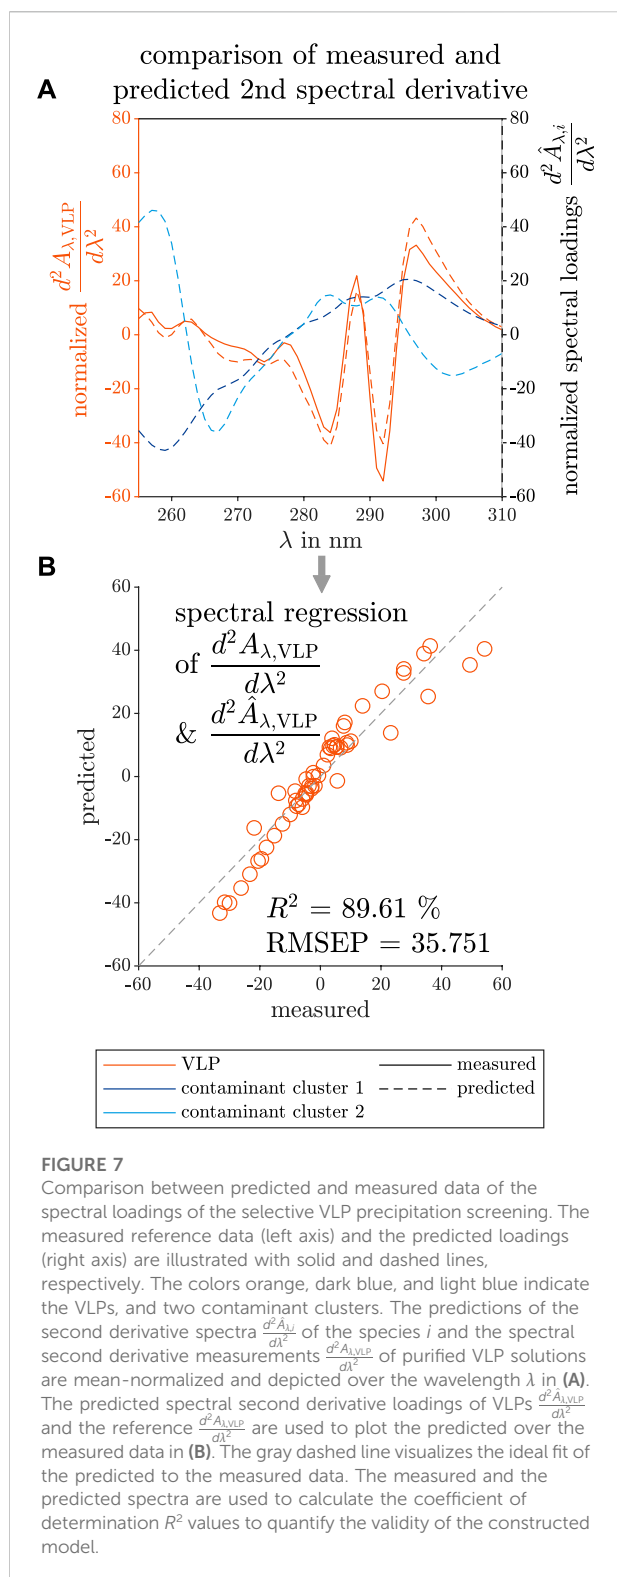 comparison of measured and
predicted 2nd spectral derivative
A
80
60
40
20
0
-20
-40
-60
normalized d²A_λ,VLP / dλ²
80
60
40
20
0
-20
-40
-60
normalized spectral loadings d²Â_λ,i / dλ²
260 270 280 290 300 310
λ in nm
B
60
40
20
0
-20
-40
-60
predicted
spectral regression
of d²A_λ,VLP / dλ²
& d²Â_λ,VLP / dλ²
R² = 89.61 %
RMSEP = 35.751
-60 -40 -20 0 20 40 60
measured
VLP measured
contaminant cluster 1 predicted
contaminant cluster 2
FIGURE 7
Comparison between predicted and measured data of the
spectral loadings of the selective VLP precipitation screening. The
measured reference data (left axis) and the predicted loadings
(right axis) are illustrated with solid and dashed lines,
respectively. The colors orange, dark blue, and light blue indicate
the VLPs, and two contaminant clusters. The predictions of the
second derivative spectra d²Â_λ,i / dλ² of the species i and the spectral
second derivative measurements d²A_λ,VLP / dλ² of purified VLP solutions
are mean-normalized and depicted over the wavelength λ in (A).
The predicted spectral second derivative loadings of VLPs d²Â_λ,VLP / dλ²
and the reference d²A_λ,VLP / dλ² are used to plot the predicted over the
measured data in (B). The gray dashed line visualizes the ideal fit of
the predicted to the measured data. The measured and the
predicted spectra are used to calculate the coefficient of
determination R² values to quantify the validity of the constructed
model.